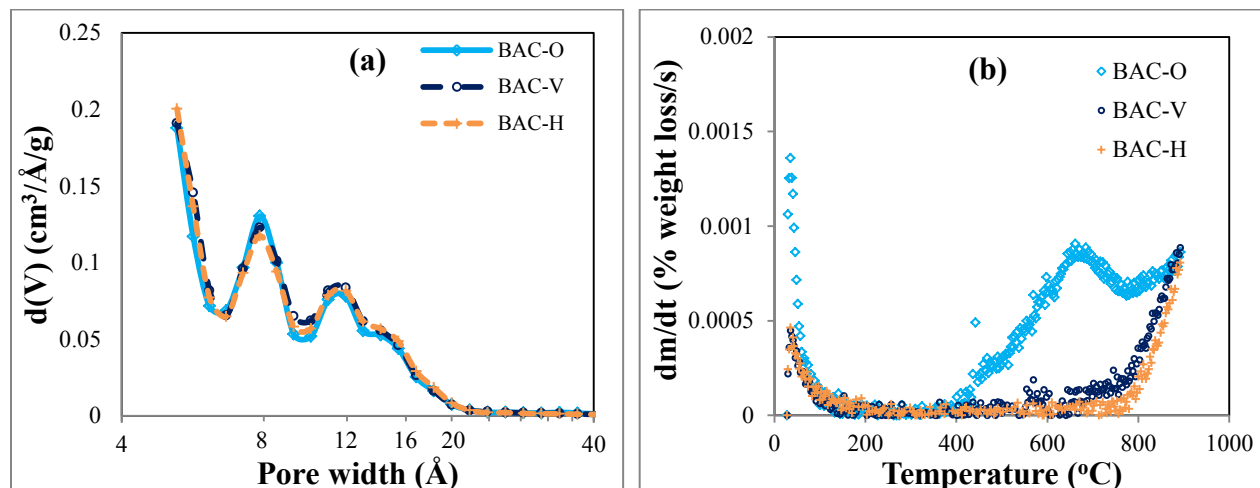 (a)
BAC-O
BAC-V
BAC-H
d(V) (cm³/Å/g)
0.25
0.2
0.15
0.1
0.05
0
4 8 12 16 20 40
Pore width (Å)
(b)
BAC-O
BAC-V
BAC-H
dm/dt (% weight loss/s)
0.002
0.0015
0.001
0.0005
0
0 200 400 600 800 1000
Temperature (ºC)